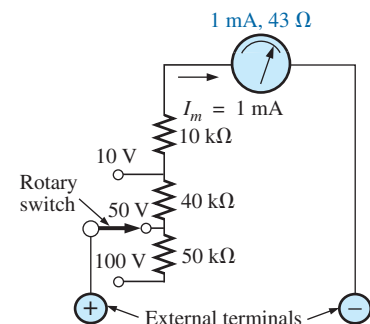 1 mA, 43 Ω
I_m = 1 mA
10 kΩ
10 V
Rotary
switch
50 V
40 kΩ
100 V
50 kΩ
+
External terminals
−